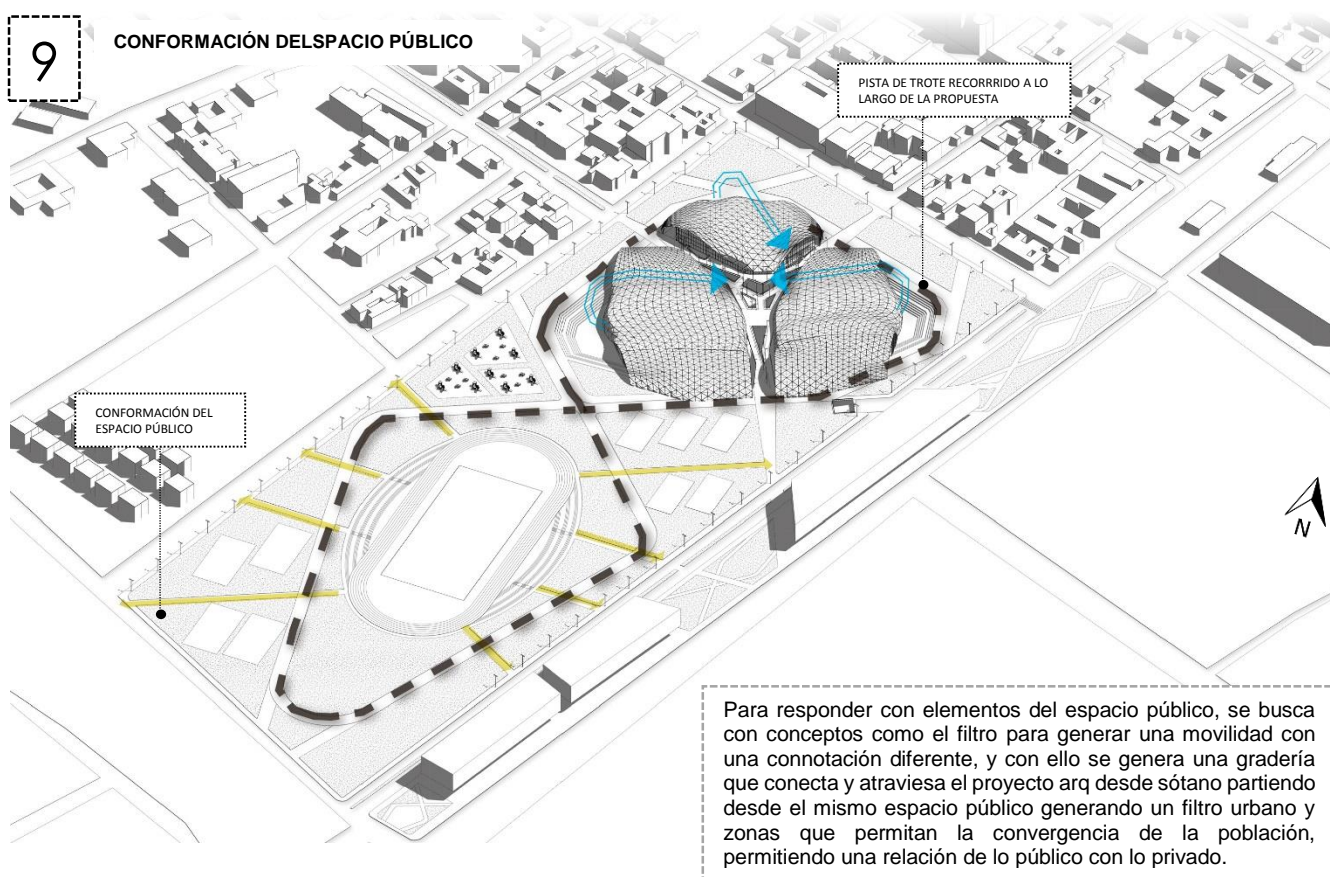 9
CONFORMACIÓN DELSPACIO PÚBLICO
PISTA DE TROTE RECORRRIDO A LO
LARGO DE LA PROPUESTA
CONFORMACIÓN DEL
ESPACIO PÚBLICO
N
Para responder con elementos del espacio público, se busca
con conceptos como el filtro para generar una movilidad con
una connotación diferente, y con ello se genera una gradería
que conecta y atraviesa el proyecto arq desde sótano partiendo
desde el mismo espacio público generando un filtro urbano y
zonas que permitan la convergencia de la población,
permitiendo una relación de lo público con lo privado.